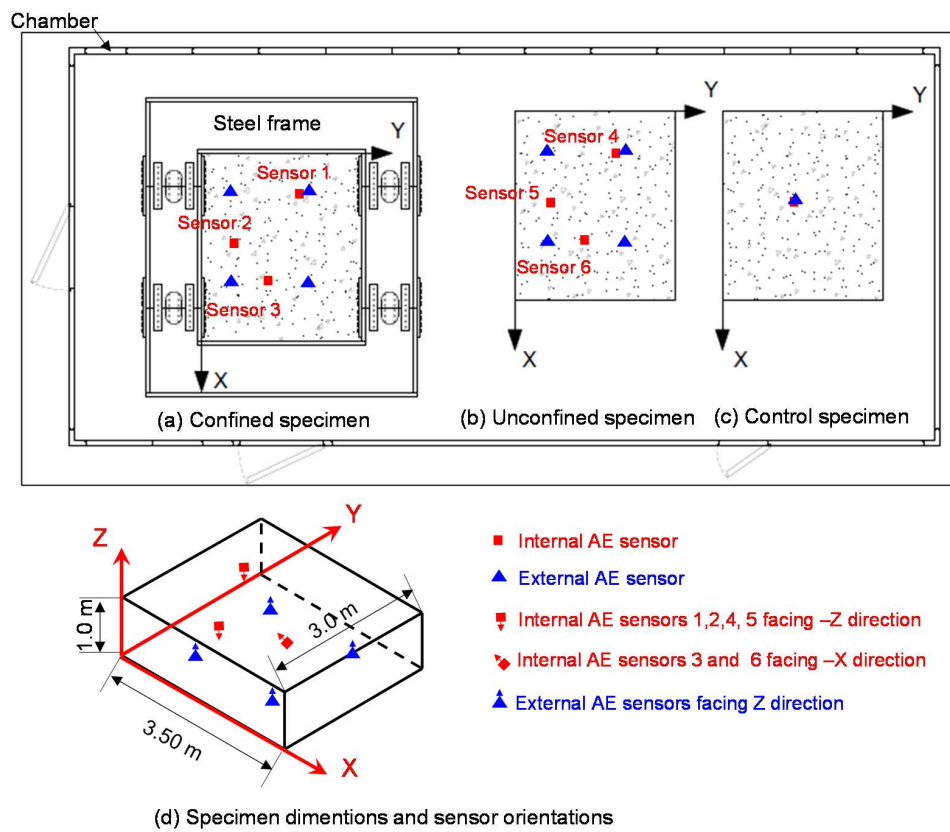 Chamber
Steel frame
Y
Sensor 1
Sensor 2
Sensor 3
X
(a) Confined specimen
Y
Sensor 4
Sensor 5
Sensor 6
X
(b) Unconfined specimen
Y
X
(c) Control specimen
Z
Y
X
1.0 m
3.0 m
3.50 m
Internal AE sensor
External AE sensor
Internal AE sensors 1,2,4, 5 facing –Z direction
Internal AE sensors 3 and 6 facing –X direction
External AE sensors facing Z direction
(d) Specimen dimentions and sensor orientations